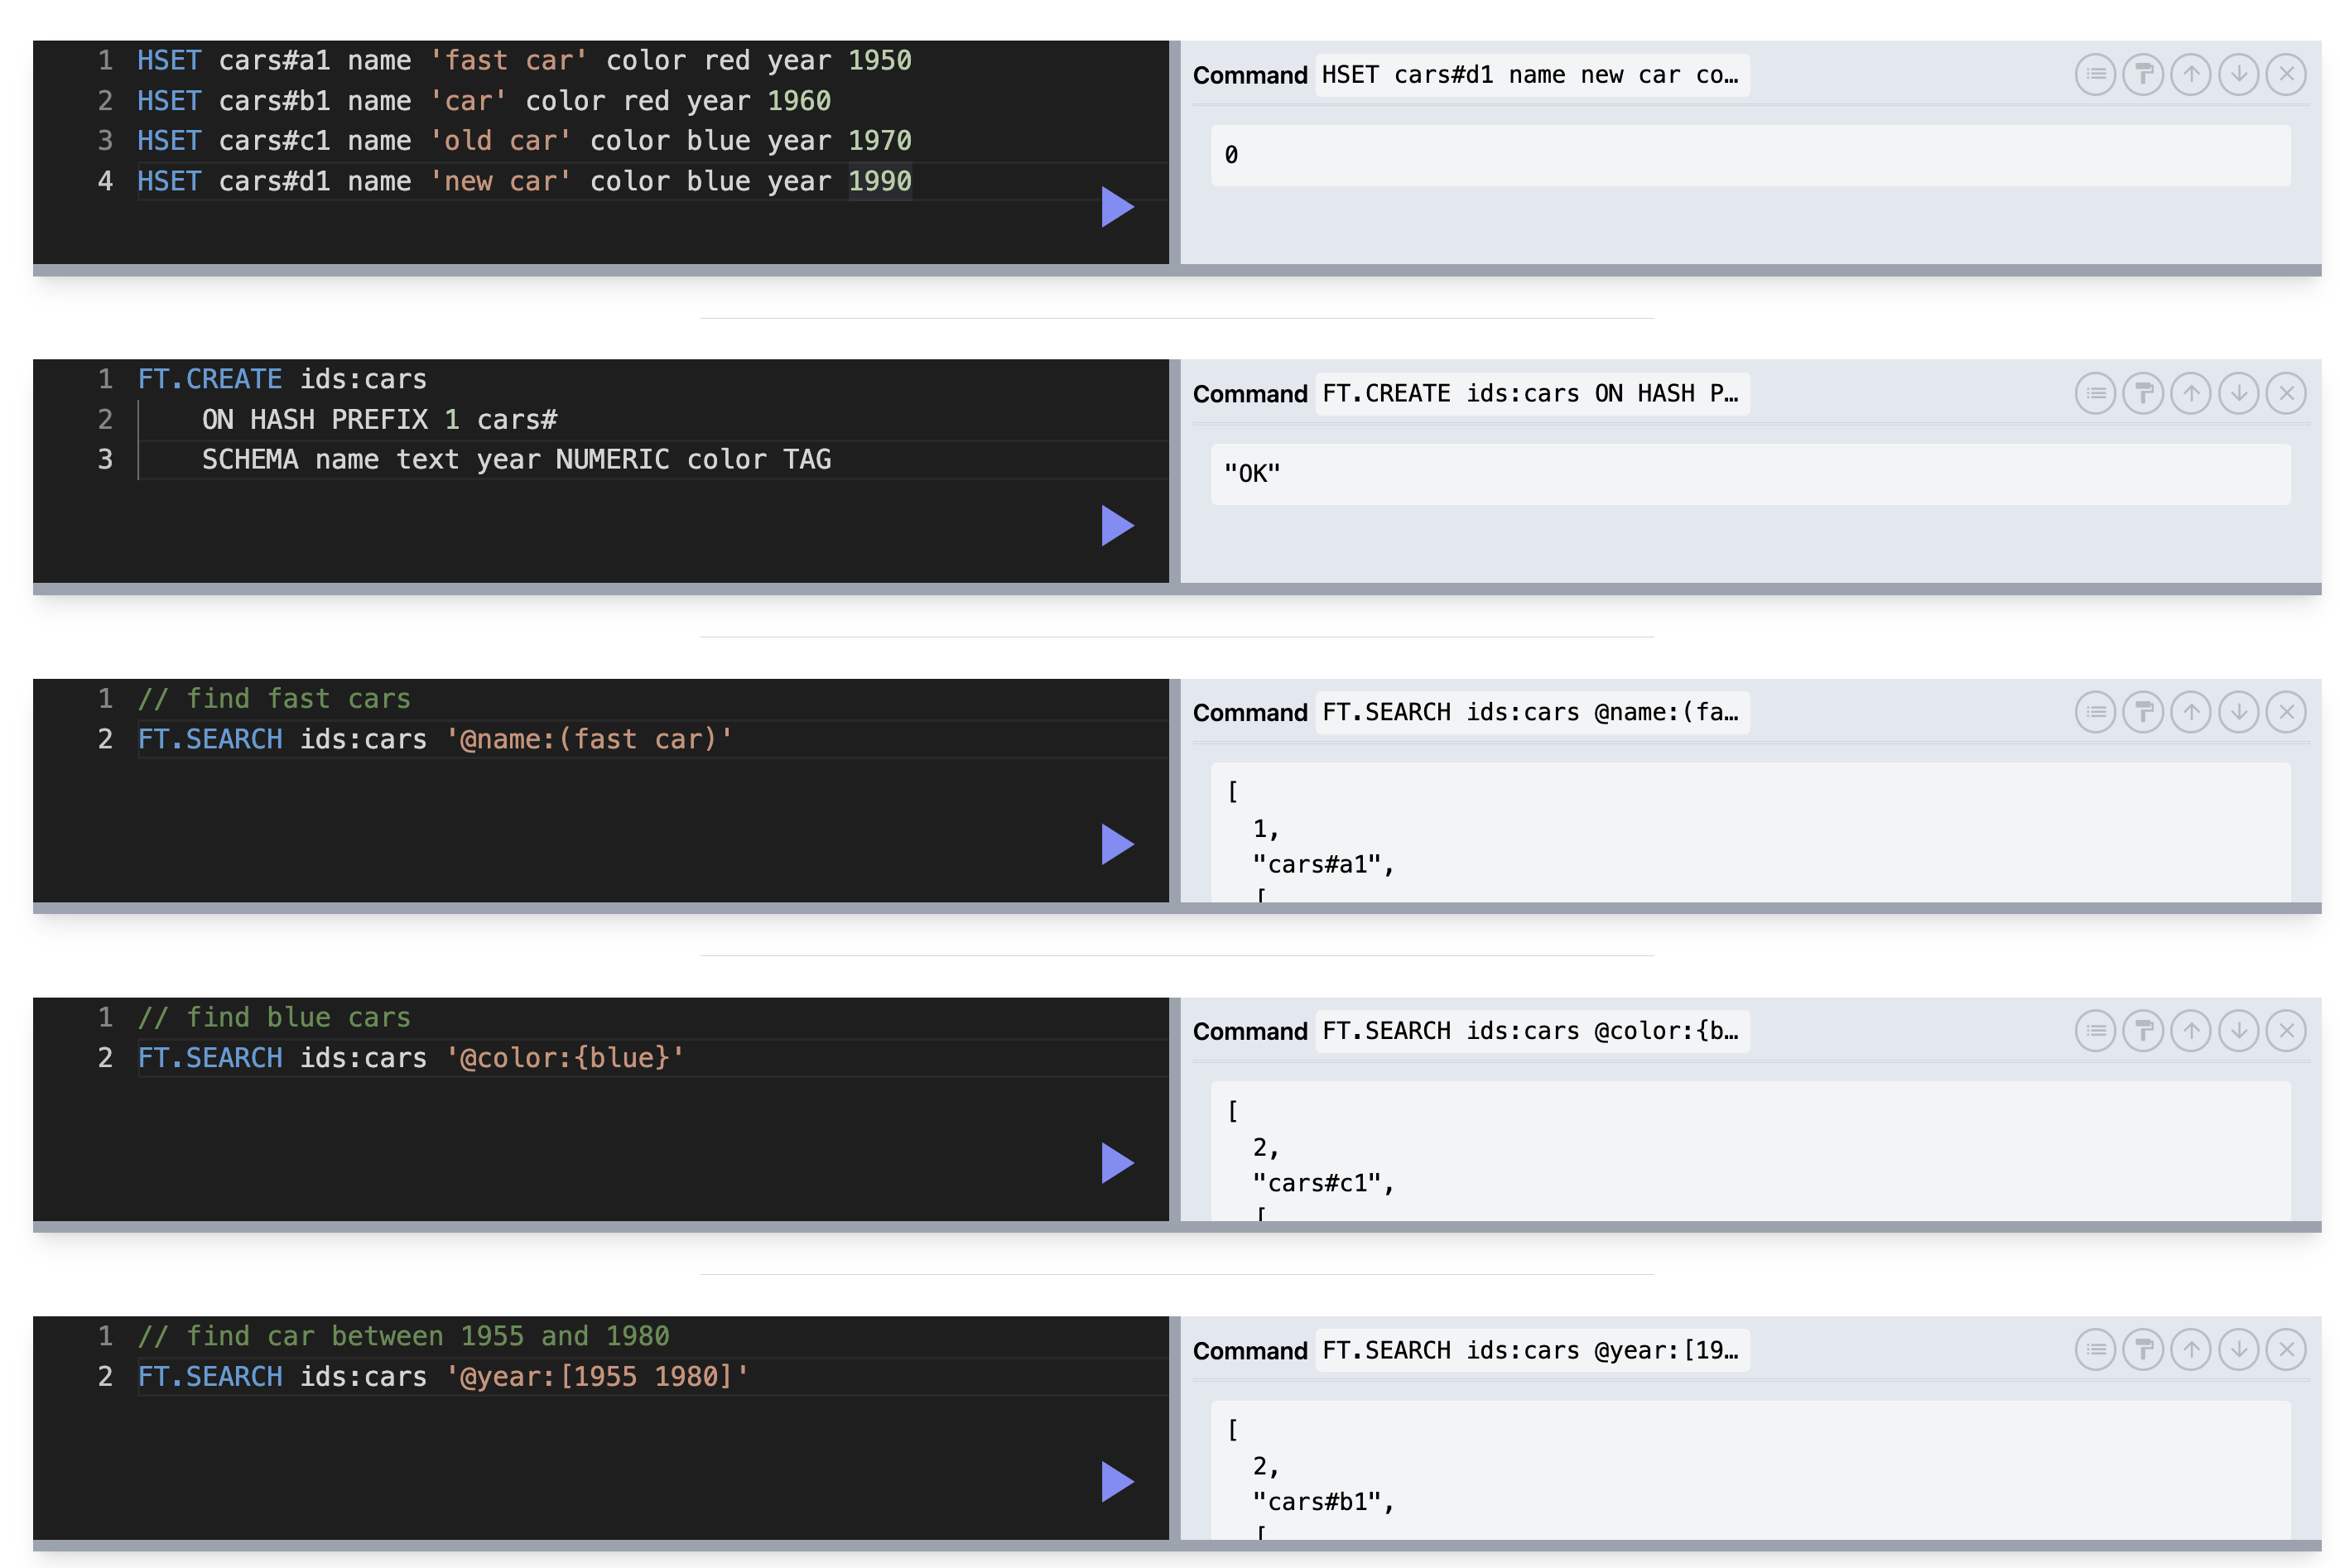 1 HSET cars#a1 name 'fast car' color red year 1950
2 HSET cars#b1 name 'car' color red year 1960
3 HSET cars#c1 name 'old car' color blue year 1970
4 HSET cars#d1 name 'new car' color blue year 1990
Command HSET cars#d1 name new car co…
0
1 FT.CREATE ids:cars
2 ON HASH PREFIX 1 cars#
3 SCHEMA name text year NUMERIC color TAG
Command FT.CREATE ids:cars ON HASH P…
"OK"
1 // find fast cars
2 FT.SEARCH ids:cars '@name:(fast car)'
Command FT.SEARCH ids:cars @name:(fa…
[
1,
"cars#a1",
[
1 // find blue cars
2 FT.SEARCH ids:cars '@color:{blue}'
Command FT.SEARCH ids:cars @color:{b…
[
2,
"cars#c1",
[
1 // find car between 1955 and 1980
2 FT.SEARCH ids:cars '@year:[1955 1980]'
Command FT.SEARCH ids:cars @year:[19…
[
2,
"cars#b1",
[